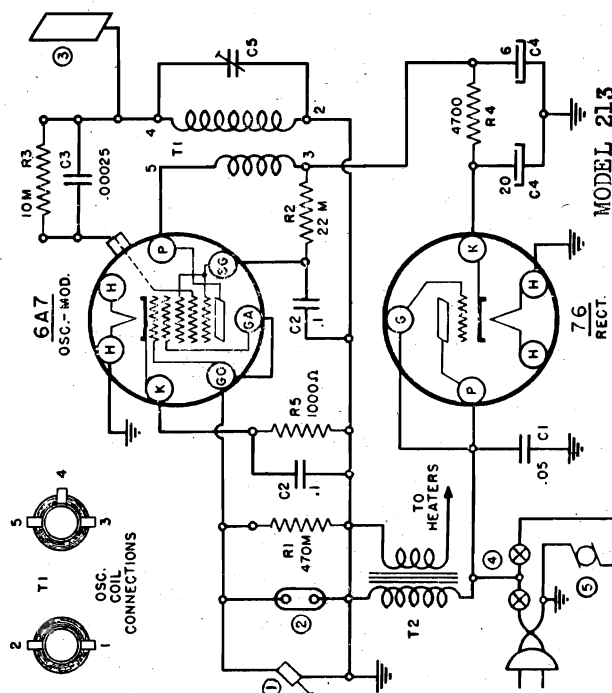 3
R3
10M
C3
.00025
4
C5
T1
2
5
3
R2
22 M
6A7
OSC.-MOD.
H
H
P
SG
GA
GC
K
C2
.1
R5
1000Ω
C2
.1
R1
470M
TO
HEATERS
T2
2
1
5
4
3
T1
OSC.
COIL
CONNECTIONS
2
1
4700
R4
6
C4
20
C4
MODEL 213
G
K
P
H
H
76
RECT.
C1
.05
4
5